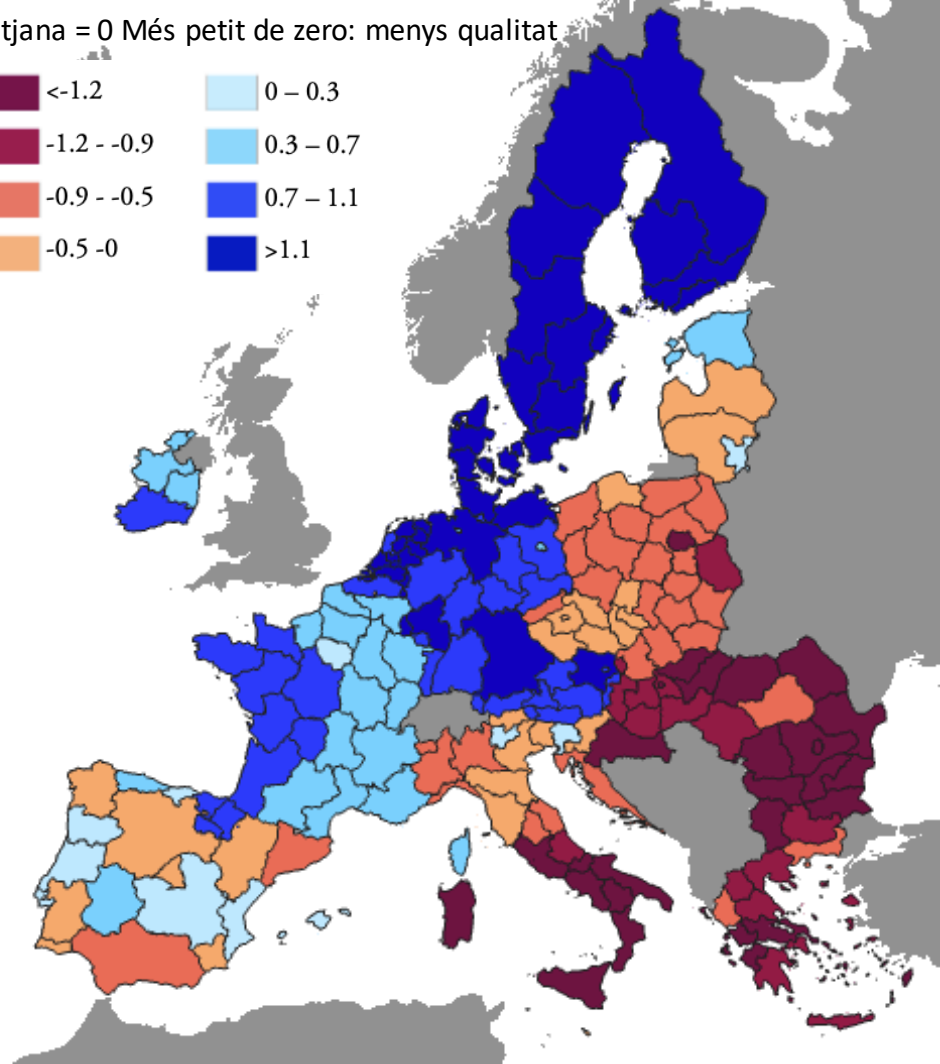 tjana = 0 Més petit de zero: menys qualitat
<-1.2
0 – 0.3
-1.2 - -0.9
0.3 – 0.7
-0.9 - -0.5
0.7 – 1.1
-0.5 -0
>1.1